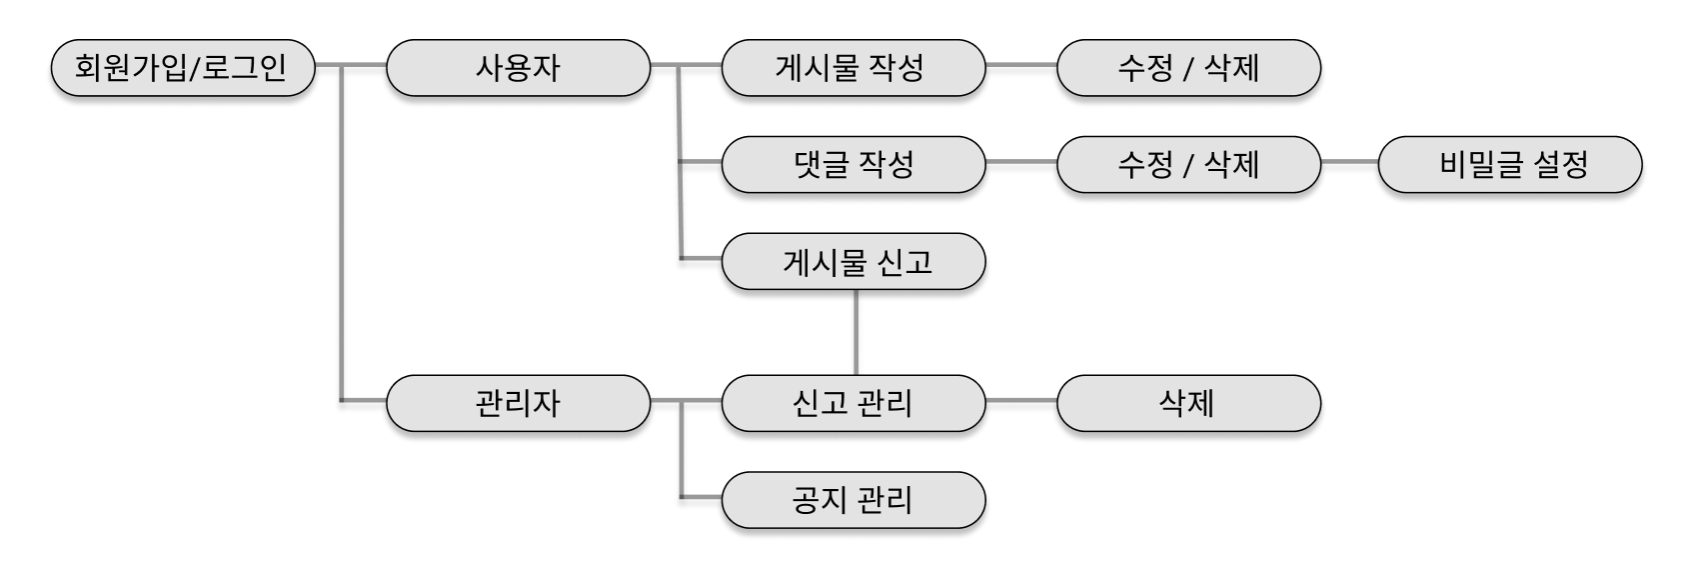 회원가입/로그인
사용자
게시물 작성
수정 / 삭제
댓글 작성
수정 / 삭제
비밀글 설정
게시물 신고
관리자
신고 관리
삭제
공지 관리